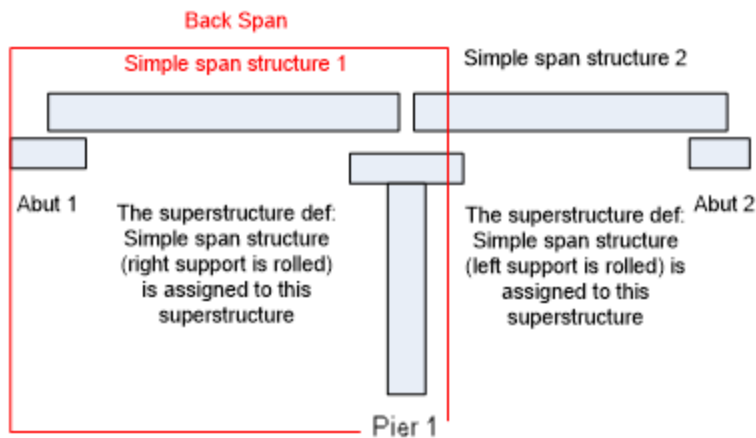 Back Span
Simple span structure 1
Simple span structure 2
Abut 1
Abut 2
The superstructure def:
Simple span structure
(right support is rolled)
is assigned to this
superstructure
The superstructure def:
Simple span structure
(left support is rolled) is
assigned to this
superstructure
Pier 1